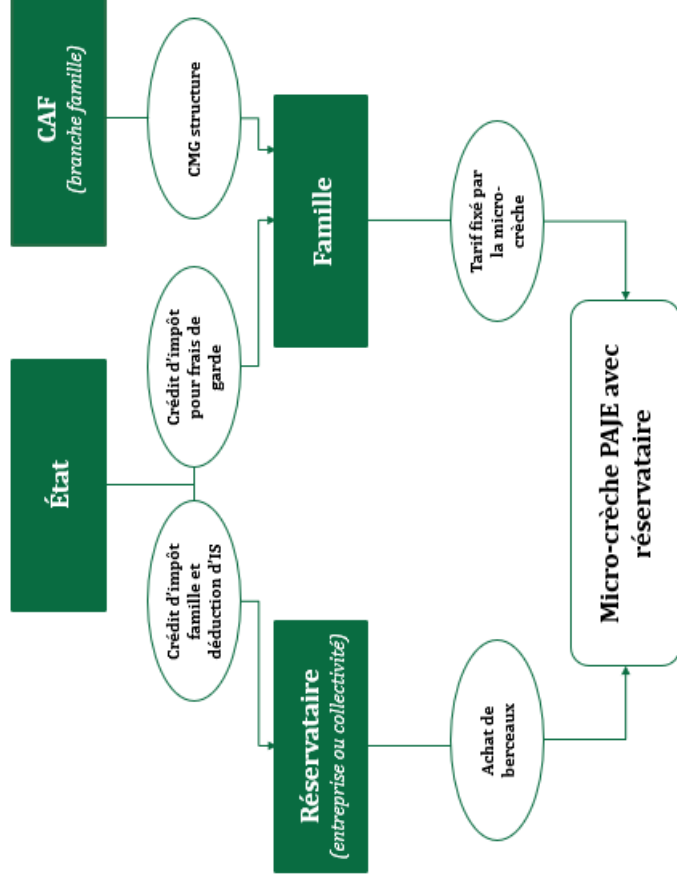 État
CAF
(branche famille)
Crédit d'impôt
famille et
déduction d'IS
Crédit d'impôt
pour frais de
garde
CMG structure
Réservataire
(entreprise ou collectivité)
Famille
Achat de
berceaux
Tarif fixé par
la micro-
crèche
Micro-crèche PAJE avec
réservataire